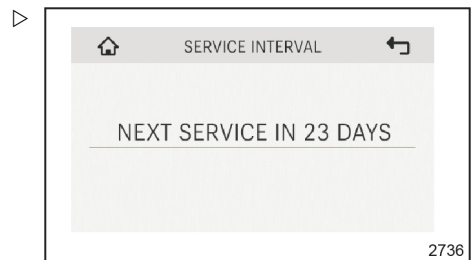 SERVICE INTERVAL
NEXT SERVICE IN 23 DAYS
2736